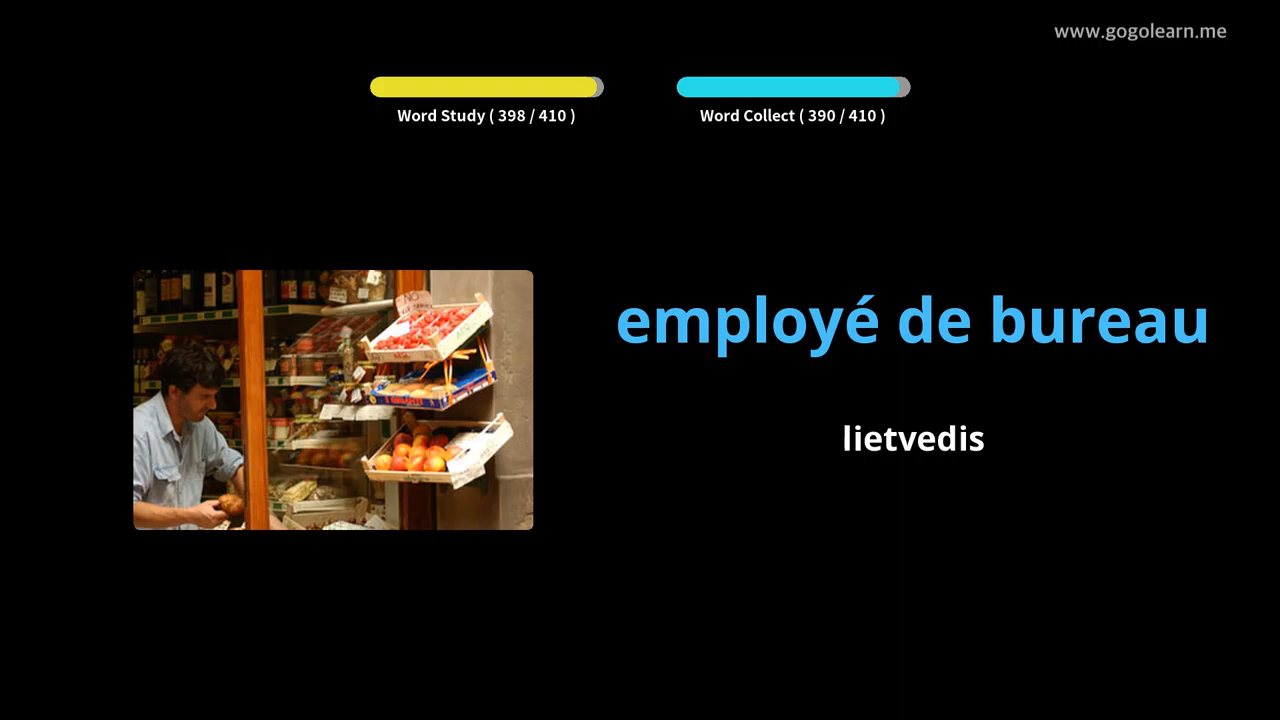 www.gogolearn.me
Word Study ( 398 / 410 )
Word Collect ( 390 / 410 )
employé de bureau
lietvedis